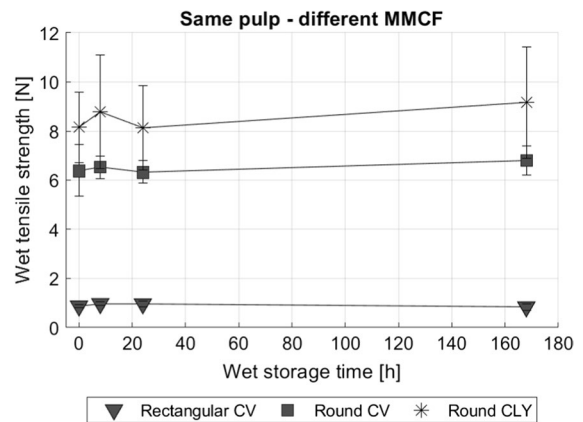 Same pulp - different MMCF
Wet tensile strength [N]
12
10
8
6
4
2
0
0 20 40 60 80 100 120 140 160 180
Wet storage time [h]
Rectangular CV Round CV Round CLY